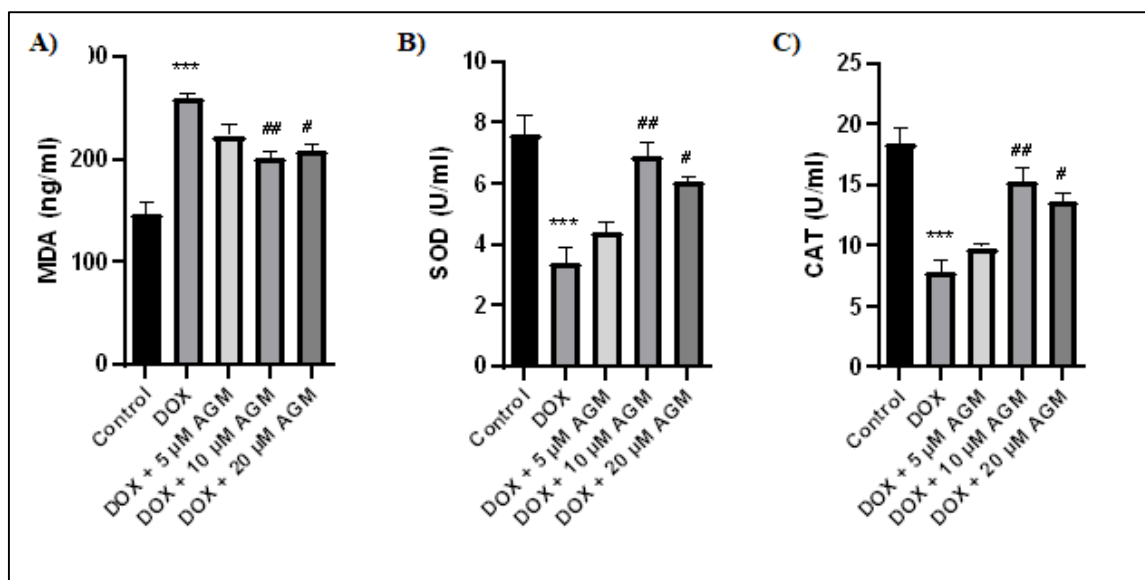 A)
MDA (ng/ml)
***
##
#
200
100
0
Control
DOX
DOX + 5 µM AGM
DOX + 10 µM AGM
DOX + 20 µM AGM
B)
SOD (U/ml)
10
8
6
4
2
0
***
##
#
Control
DOX
DOX + 5 µM AGM
DOX + 10 µM AGM
DOX + 20 µM AGM
C)
CAT (U/ml)
25
20
15
10
5
0
***
##
#
Control
DOX
DOX + 5 µM AGM
DOX + 10 µM AGM
DOX + 20 µM AGM